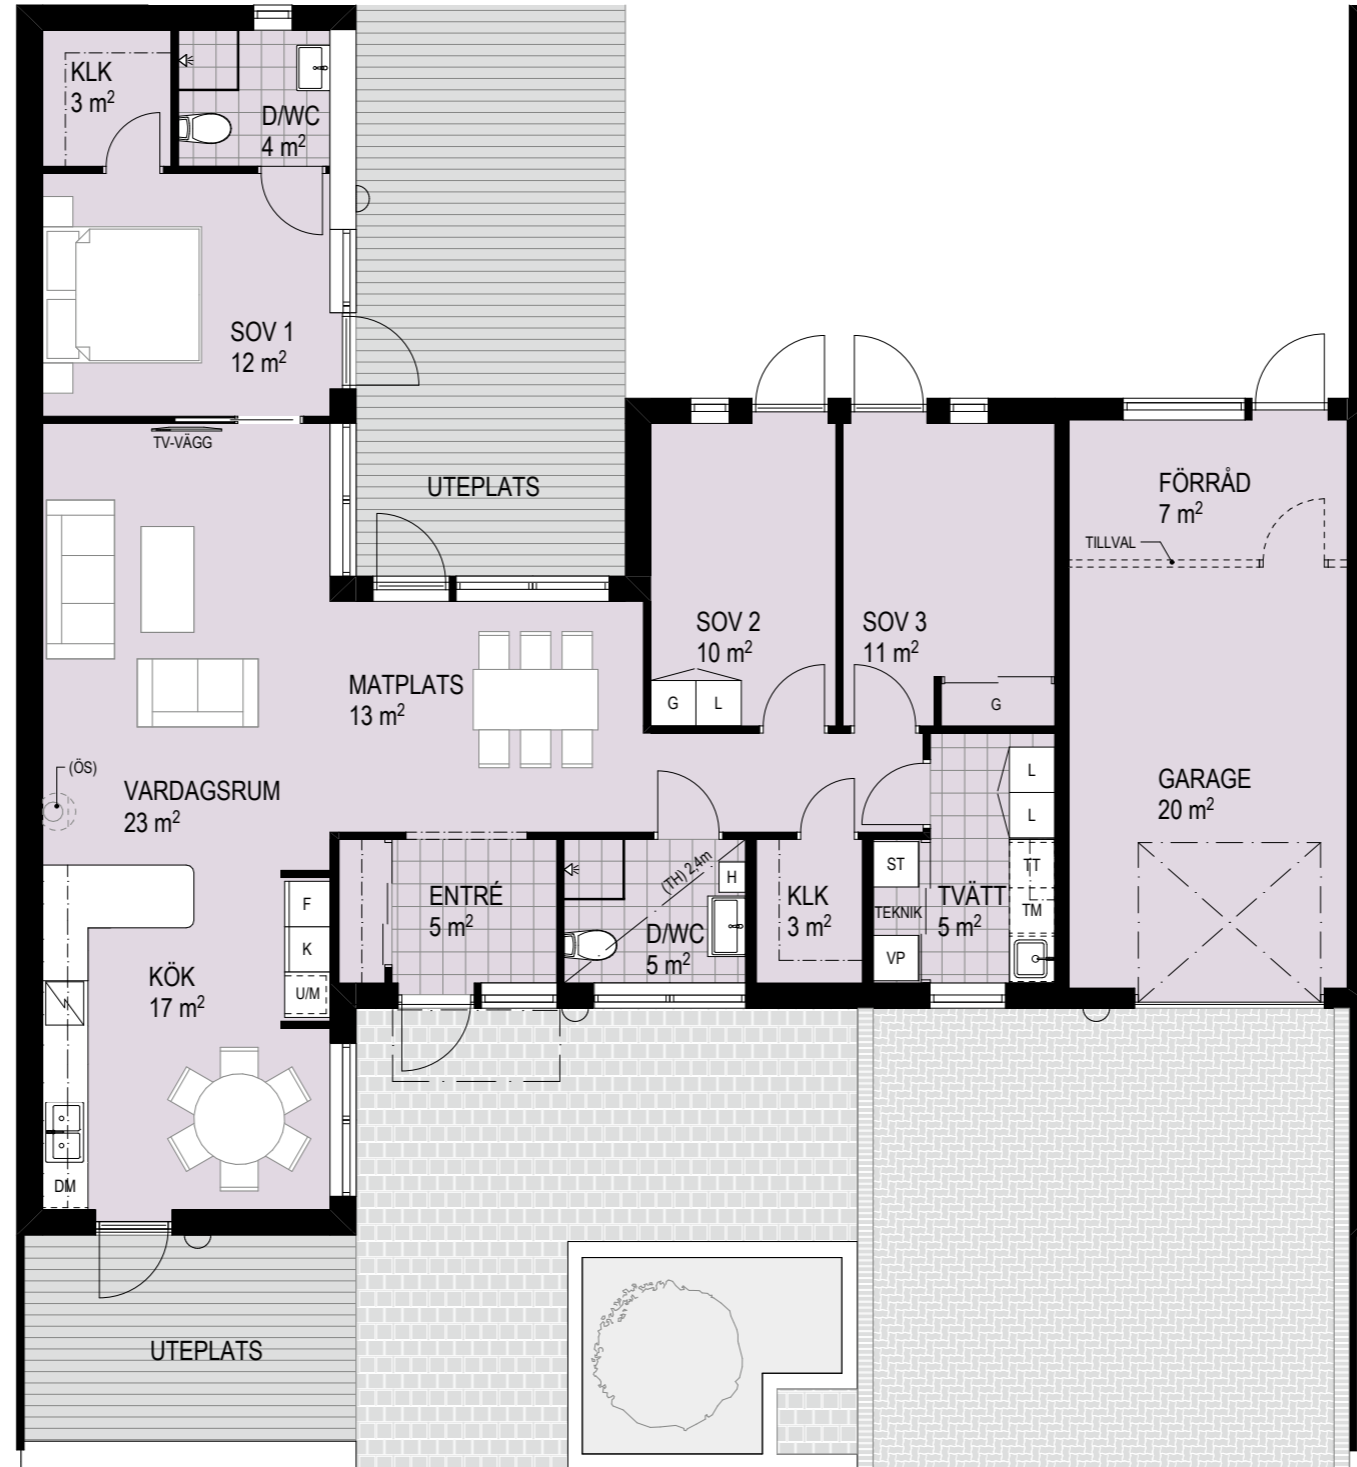 KLK
3 m²
D/WC
4 m²
SOV 1
12 m²
TV-VÄGG
UTEPLATS
FÖRRÅD
7 m²
TILLVAL
SOV 2
10 m²
SOV 3
11 m²
G L
G
MATPLATS
13 m²
(ÖS)
VARDAGSRUM
23 m²
GARAGE
20 m²
L
L
ENTRÉ
5 m²
(TH) 2,4m
H
D/WC
5 m²
KLK
3 m²
ST
TEKNIK
VP
TVÄTT
5 m²
TT
TM
F
K
U/M
KÖK
17 m²
DM
UTEPLATS